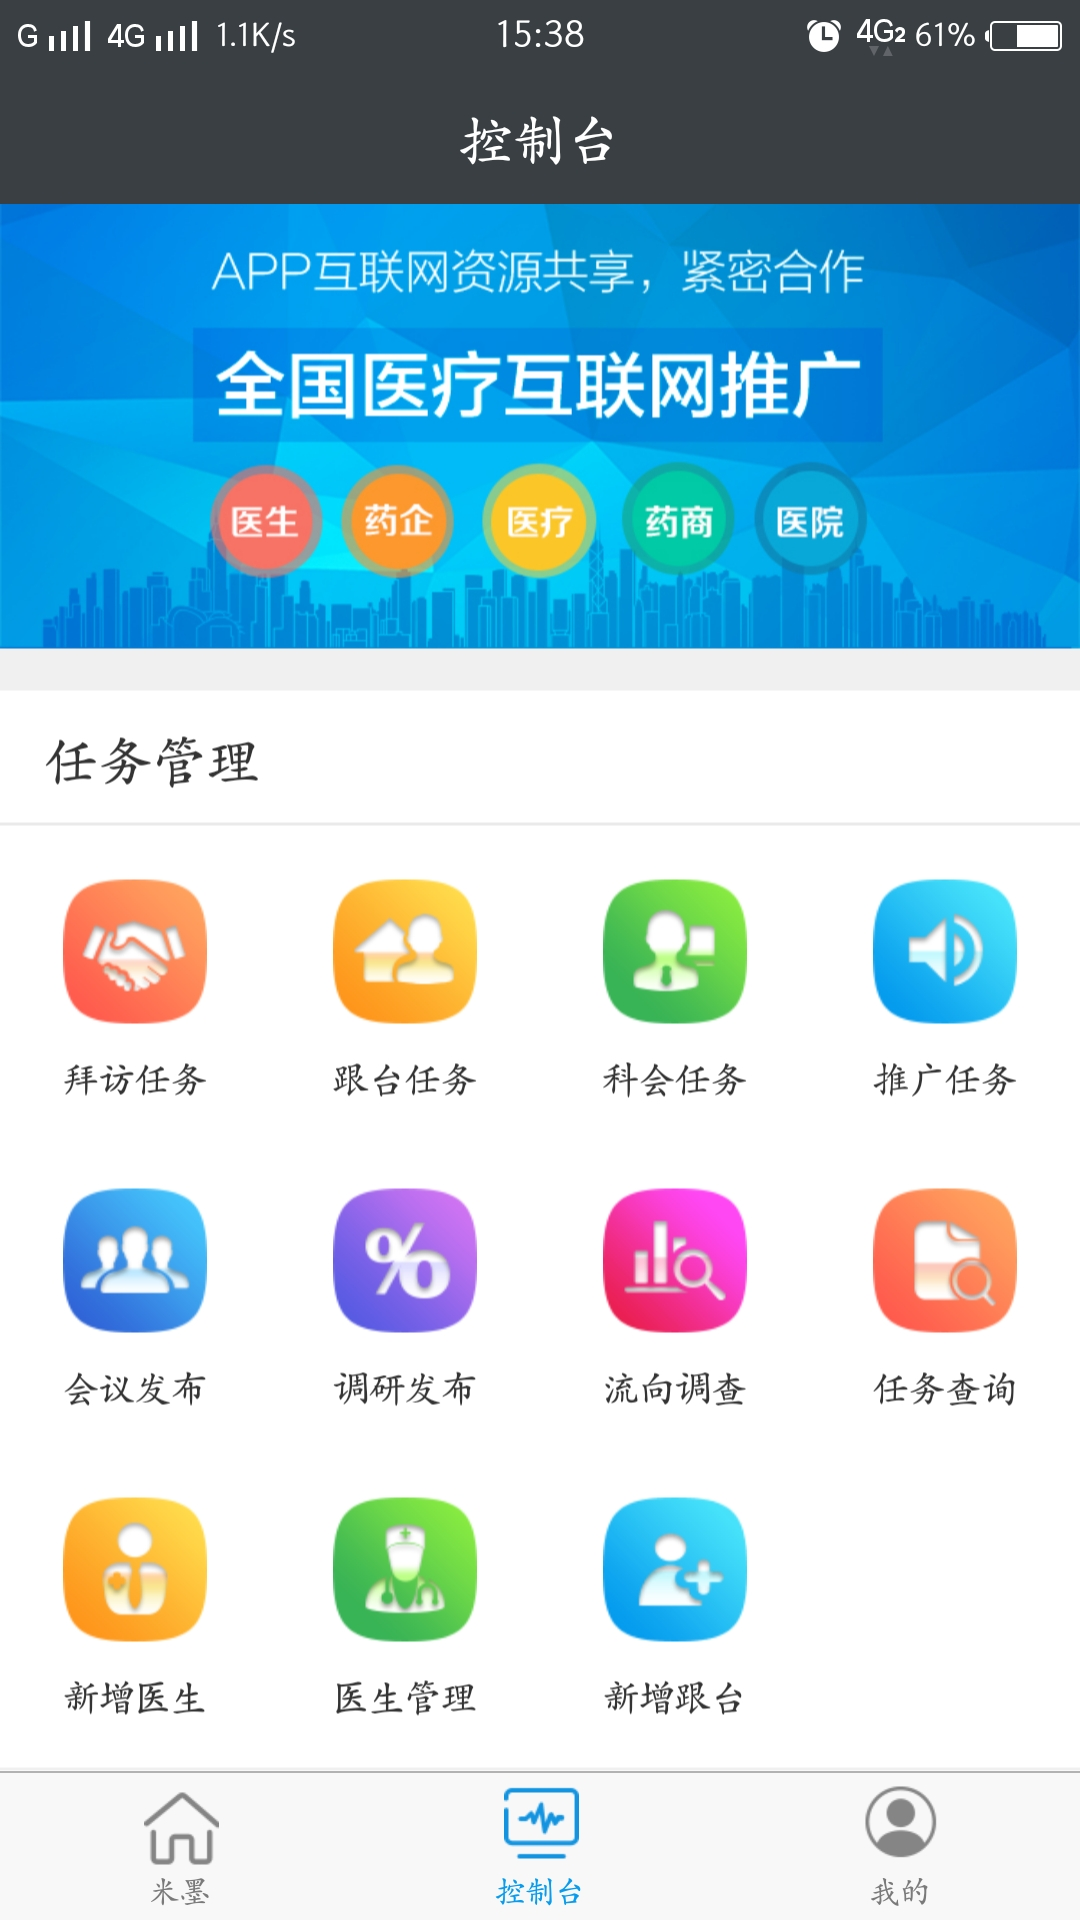 G 4G 1.1K/s 15:38 4G2 61%
控制台
APP互联网资源共享，紧密合作
全国医疗互联网推广
医生 药企 医疗 药商 医院
任务管理
拜访任务 跟台任务 科会任务 推广任务
会议发布 调研发布 流向调查 任务查询
新增医生 医生管理 新增跟台
米墨 控制台 我的